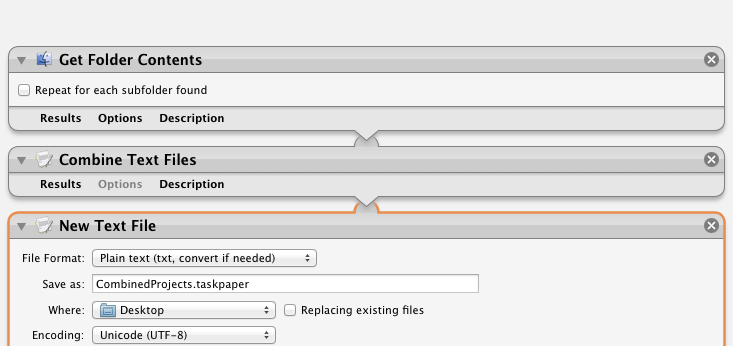 Get Folder Contents
Repeat for each subfolder found
Results Options Description
Combine Text Files
Results Options Description
New Text File
File Format: Plain text (txt, convert if needed)
Save as: CombinedProjects.taskpaper
Where: Desktop Replacing existing files
Encoding: Unicode (UTF-8)